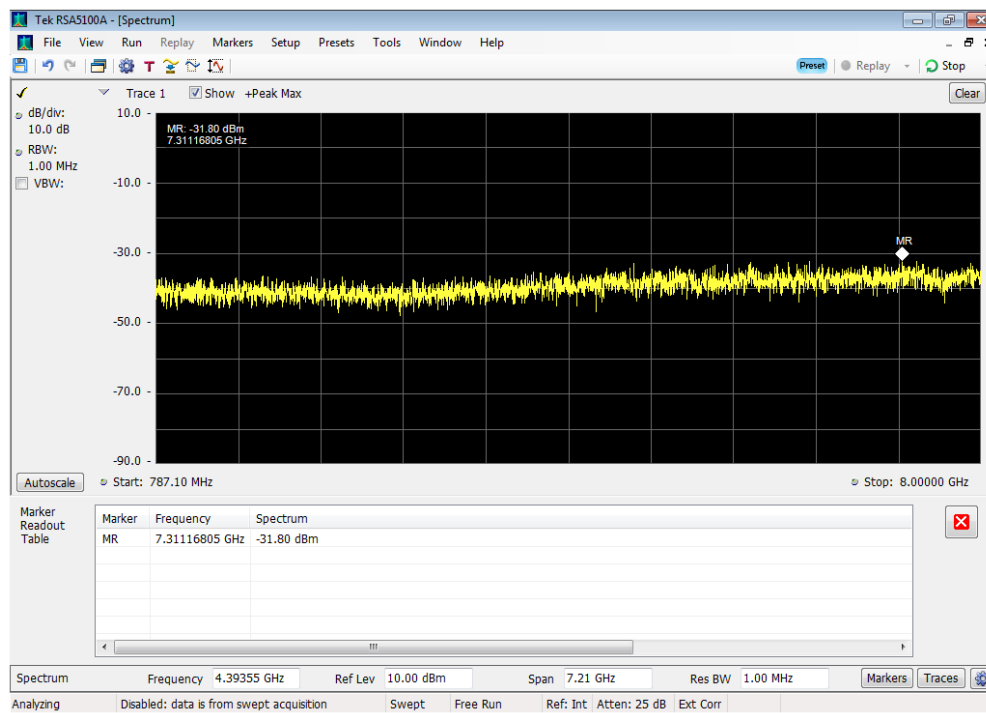 Tek RSA5100A - [Spectrum]
File View Run Replay Markers Setup Presets Tools Window Help
T Preset Replay Stop
Trace 1 Show +Peak Max Clear
dB/div:
10.0 dB
RBW:
1.00 MHz
VBW:
10.0 -
-10.0 -
-30.0 -
-50.0 -
-70.0 -
-90.0 -
MR: -31.80 dBm
7.31116805 GHz
MR
Autoscale Start: 787.10 MHz Stop: 8.00000 GHz
Marker
Readout
Table
Marker Frequency Spectrum
MR 7.31116805 GHz -31.80 dBm
Spectrum Frequency 4.39355 GHz Ref Lev 10.00 dBm Span 7.21 GHz Res BW 1.00 MHz Markers Traces
Analyzing Disabled: data is from swept acquisition Swept Free Run Ref: Int Atten: 25 dB Ext Corr